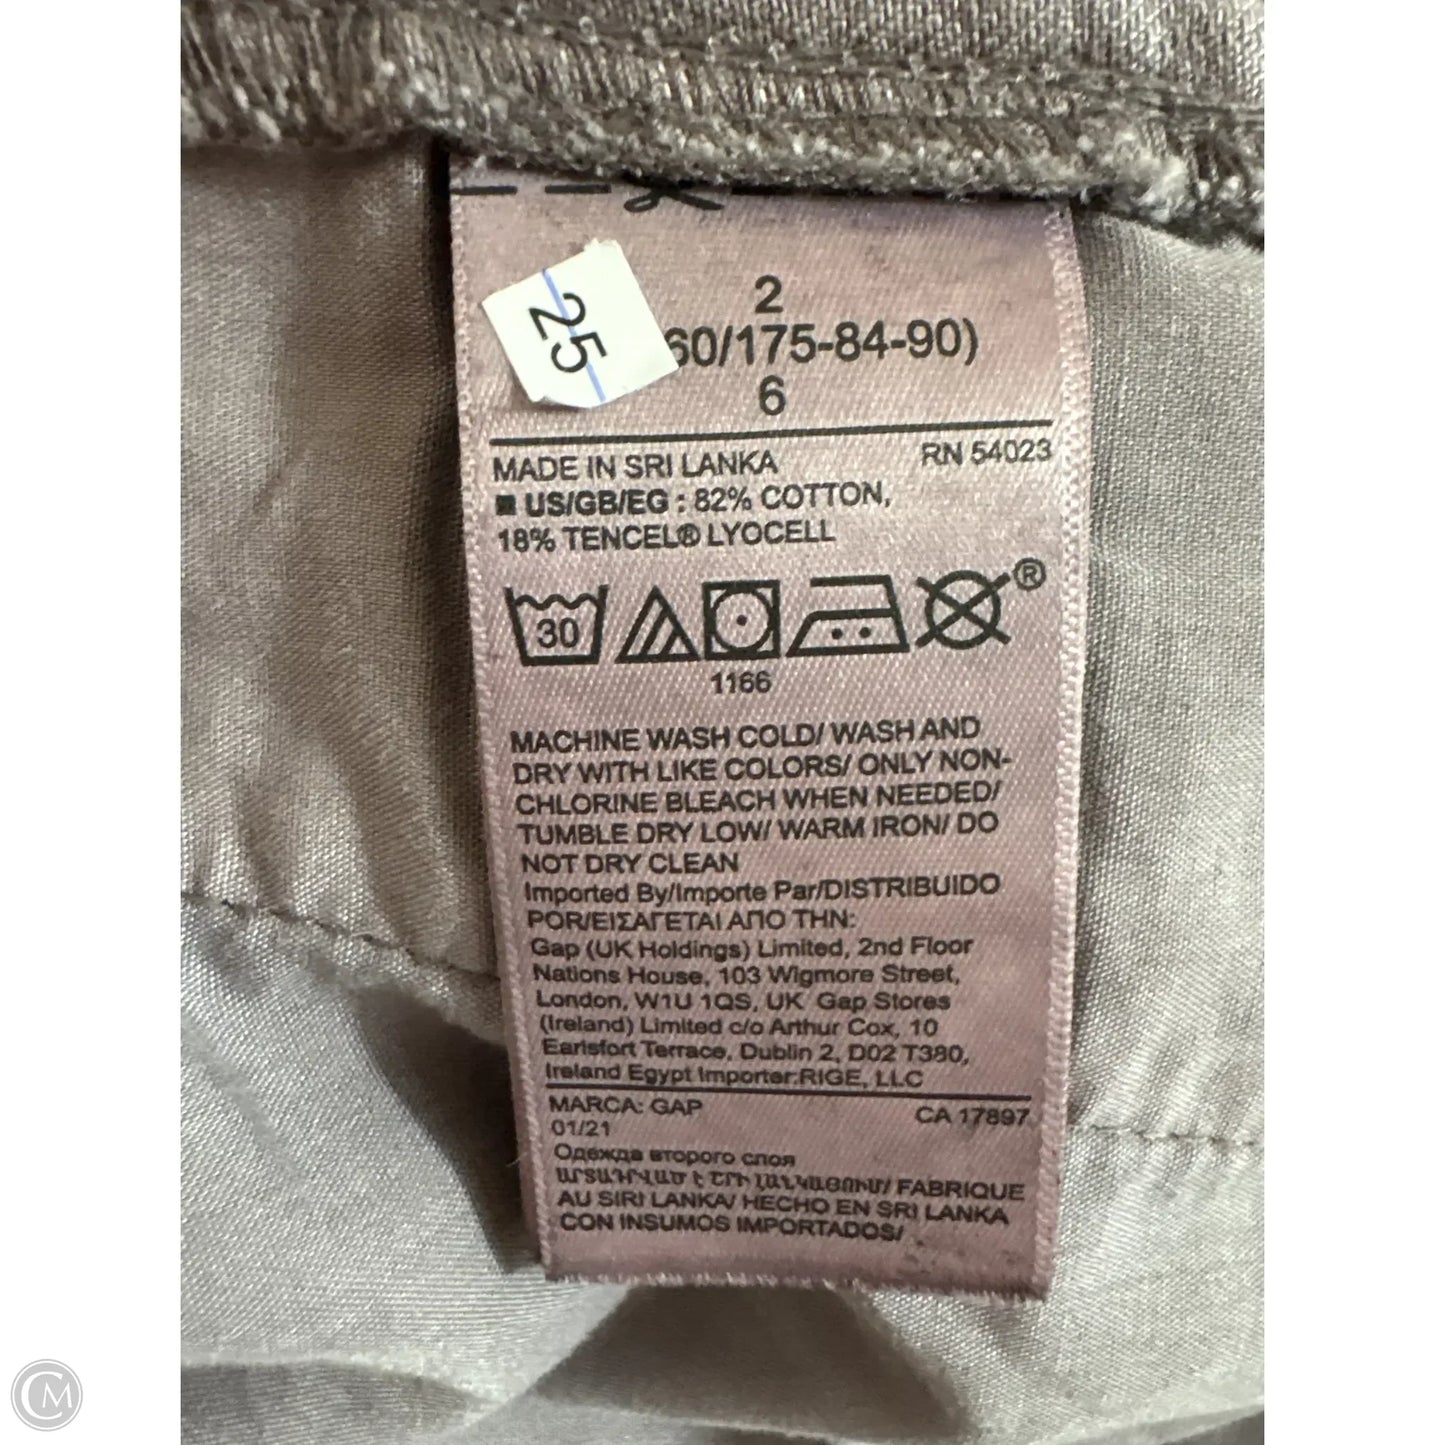 25
2
60/175-84-90)
6
MADE IN SRI LANKA RN 54023
US/GB/EG : 82% COTTON,
18% TENCEL® LYOCELL
30 ®
1166
MACHINE WASH COLD/ WASH AND
DRY WITH LIKE COLORS/ ONLY NON-
CHLORINE BLEACH WHEN NEEDED/
TUMBLE DRY LOW/ WARM IRON/ DO
NOT DRY CLEAN
Imported By/Importe Par/DISTRIBUIDO
POR/ΕΙΣΑΓΕΤΑΙ ΑΠΟ ΤΗΝ:
Gap (UK Holdings) Limited, 2nd Floor
Nations House, 103 Wigmore Street,
London, W1U 1QS, UK Gap Stores
(Ireland) Limited c/o Arthur Cox, 10
Earlsfort Terrace, Dublin 2, D02 T380,
Ireland Egypt Importer:RIGE, LLC
MARCA: GAP CA 17897
01/21
Одежда второго слоя
ԱՐՏԱԴՐՎԱԾ Է ՇՐԻ ԼԱՆԿԱՅՈՒՄ/ FABRIQUE
AU SIRI LANKA/ HECHO EN SRI LANKA
CON INSUMOS IMPORTADOS/
CM